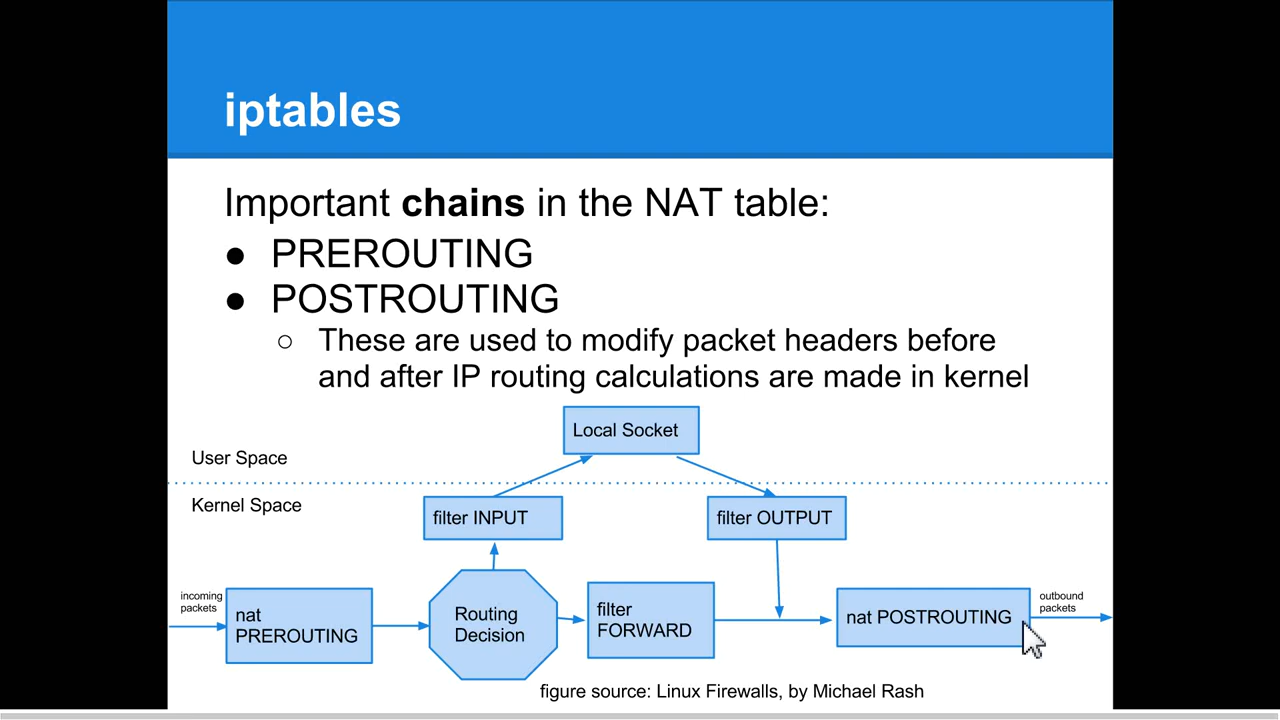 iptables
Important chains in the NAT table:
● PREROUTING
● POSTROUTING
○ These are used to modify packet headers before
and after IP routing calculations are made in kernel
Local Socket
User Space
Kernel Space
filter INPUT
filter OUTPUT
incoming
packets
nat
PREROUTING
Routing
Decision
filter
FORWARD
nat POSTROUTING
outbound
packets
figure source: Linux Firewalls, by Michael Rash